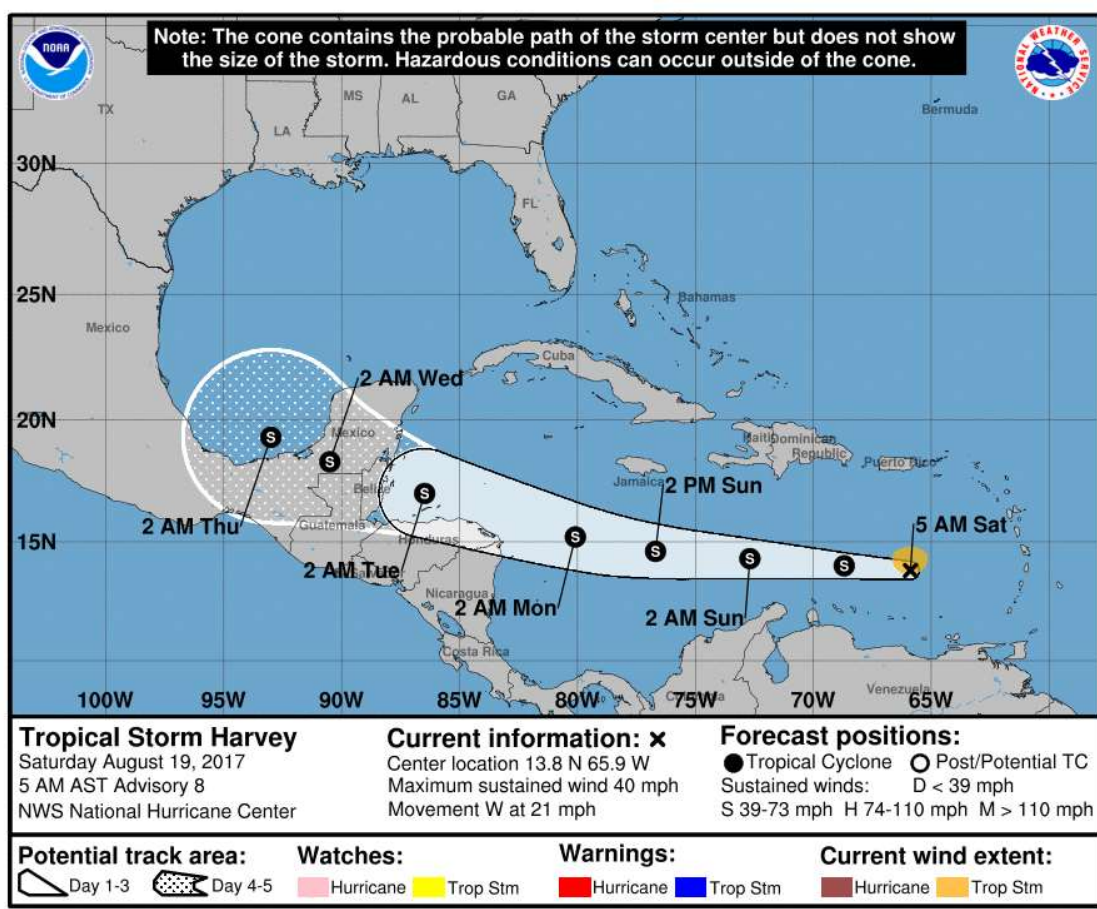 Note: The cone contains the probable path of the storm center but does not show
the size of the storm. Hazardous conditions can occur outside of the cone.
NOAA
NATIONAL WEATHER SERVICE
TX
MS
AL
GA
LA
FL
Bermuda
30N
25N
20N
15N
Mexico
Bahamas
Cuba
2 AM Wed
Mexico
Haiti
Dominican
Republic
Puerto Rico
Jamaica
2 PM Sun
Belize
5 AM Sat
2 AM Thu
Guatemala
Honduras
2 AM Tue
Nicaragua
2 AM Mon
2 AM Sun
Costa Rica
Venezuela
S
S
S
S
S
S
S
100W 95W 90W 85W 80W 75W 70W 65W
Tropical Storm Harvey
Saturday August 19, 2017
5 AM AST Advisory 8
NWS National Hurricane Center
Current information: x
Center location 13.8 N 65.9 W
Maximum sustained wind 40 mph
Movement W at 21 mph
Forecast positions:
Tropical Cyclone Post/Potential TC
Sustained winds: D < 39 mph
S 39-73 mph H 74-110 mph M > 110 mph
Potential track area:
Day 1-3 Day 4-5
Watches:
Hurricane Trop Stm
Warnings:
Hurricane Trop Stm
Current wind extent:
Hurricane Trop Stm